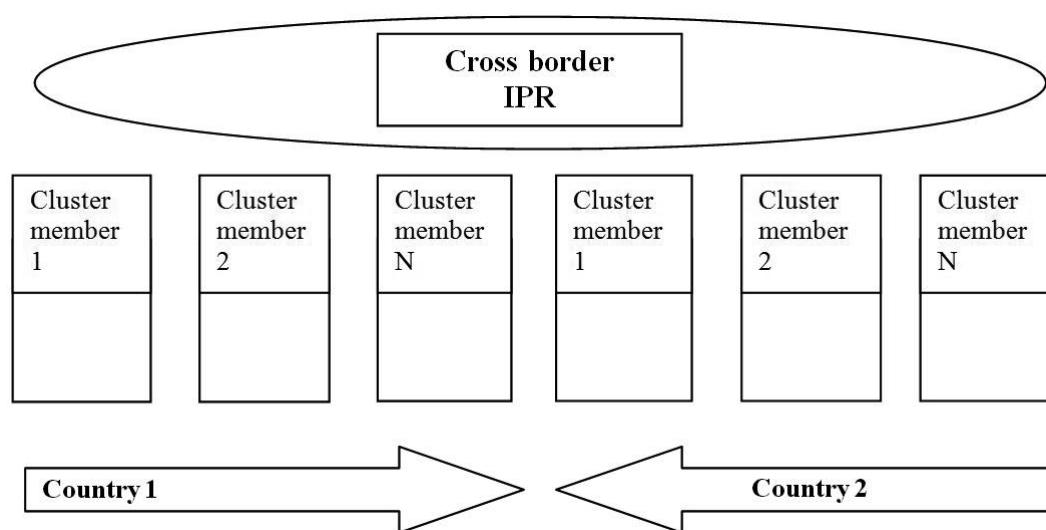 Cross border
IPR
Cluster
member
1
Cluster
member
2
Cluster
member
N
Cluster
member
1
Cluster
member
2
Cluster
member
N
Country 1
Country 2